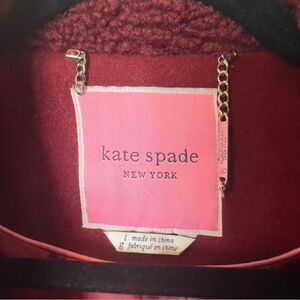 kate spade
NEW YORK
L made in china
G fabriqué en chine